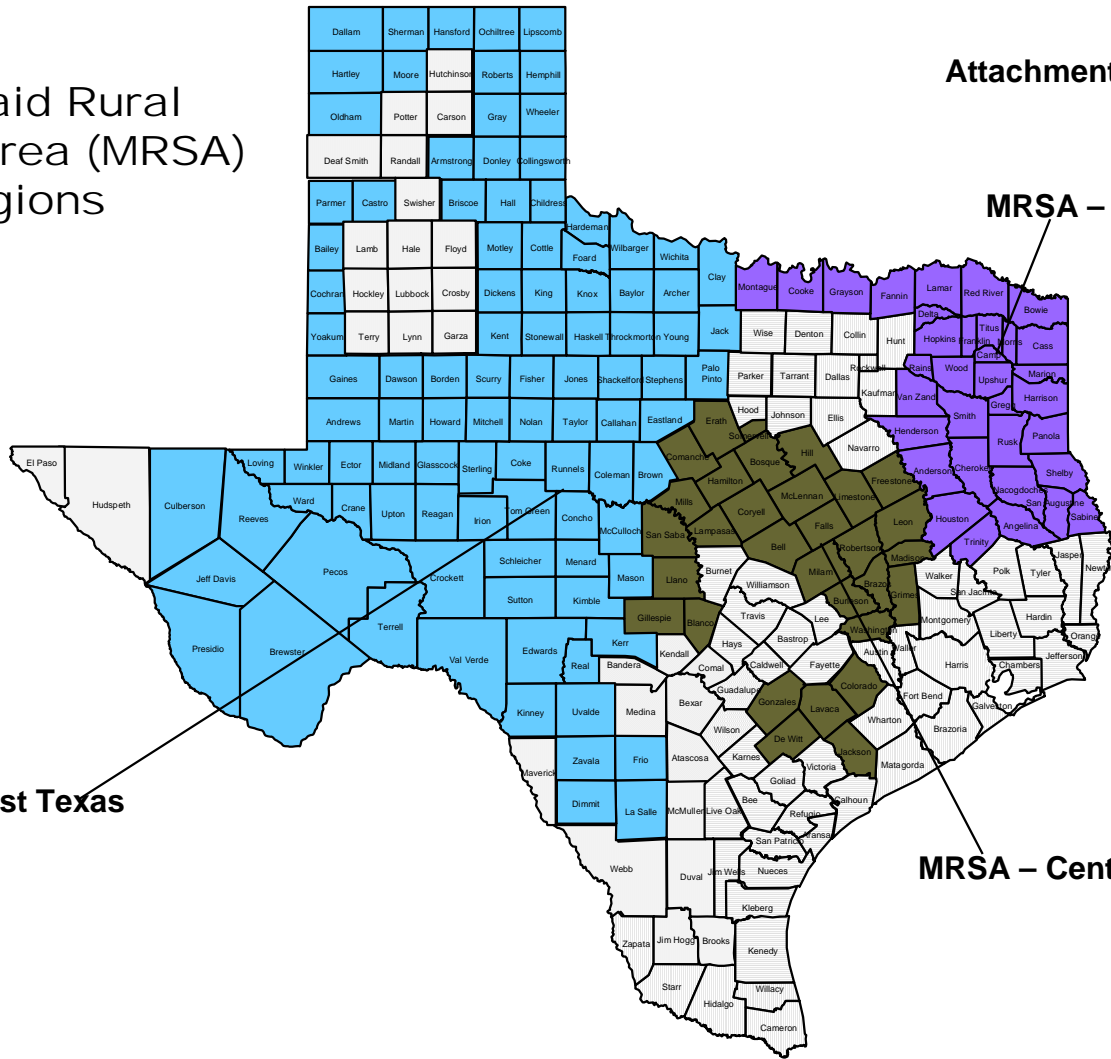 Attachment
aid Rural
rea (MRSA)
gions
MRSA –
st Texas
MRSA – Cent
Dallam Sherman Hansford Ochiltree Lipscomb
Hartley Moore Hutchinson Roberts Hemphill
Oldham Potter Carson Gray Wheeler
Deaf Smith Randall Armstrong Donley Collingsworth
Parmer Castro Swisher Briscoe Hall Childress
Hardeman
Bailey Lamb Hale Floyd Motley Cottle Foard Wilbarger Wichita
Clay Montague Cooke Grayson Fannin Lamar Red River Bowie
Cochran Hockley Lubbock Crosby Dickens King Knox Baylor Archer
Delta Hopkins Franklin Titus Morris Cass
Yoakum Terry Lynn Garza Kent Stonewall Haskell Throckmorton Young Jack Wise Denton Collin Hunt
Rockwall Rains Wood Camp Upshur Marion
Gaines Dawson Borden Scurry Fisher Jones Shackelford Stephens Palo
Pinto Parker Tarrant Dallas Kaufman Van Zand Smith Gregg Harrison
Andrews Martin Howard Mitchell Nolan Taylor Callahan Eastland Erath Hood Johnson Ellis
Somervell Navarro Henderson Rusk Panola
El Paso Hudspeth Culberson Loving Winkler Ector Midland Glasscock Sterling Coke Runnels Coleman Brown Comanche Bosque Hill
Hamilton Freestone Anderson Cherokee Shelby
Reeves Ward Crane Upton Reagan Irion Tom Green Concho McCulloch Mills Coryell McLennan Limestone Nacogdoches
San Augustine
San Saba Lampasas Falls Leon Houston Angelina Sabine
Jeff Davis Pecos Crockett Schleicher Menard Mason Bell Robertson Madison Trinity
Llano Burnet Milam Brazos Walker Polk Tyler Jasper Newton
Sutton Kimble Williamson Burleson Grimes San Jacinto
Presidio Brewster Terrell Gillespie Blanco Travis Lee Washington Montgomery Hardin
Val Verde Edwards Real Kerr Kendall Hays Bastrop Austin Waller Liberty Orange
Bandera Comal Caldwell Fayette Harris Chambers Jefferson
Kinney Uvalde Medina Bexar Guadalupe Gonzales Lavaca Colorado Fort Bend Galveston
Wilson Wharton Brazoria
Maverick Zavala Frio Atascosa Karnes De Witt Jackson Matagorda
Victoria Goliad
Dimmit La Salle McMullen Live Oak Bee Refugio Calhoun
Aransas
San Patricio
Webb Duval Jim Wells Nueces
Kleberg
Zapata Jim Hogg Brooks Kenedy
Starr Hidalgo Willacy
Cameron